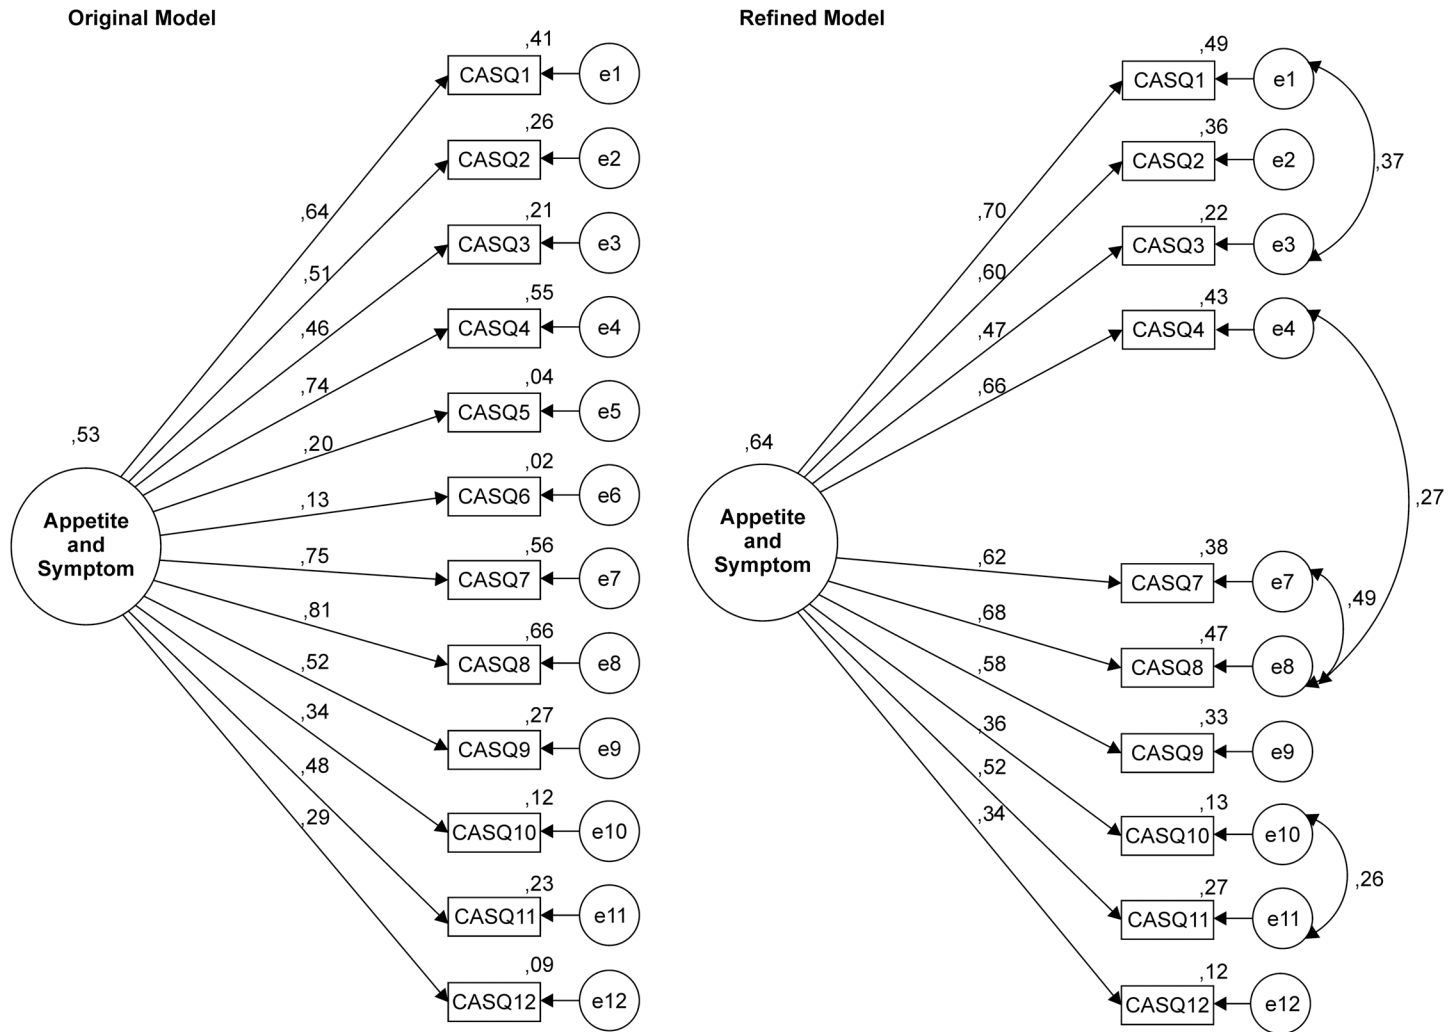 Original Model
,41
CASQ1
e1
,26
CASQ2
e2
,64
,21
CASQ3
e3
,51
,55
,46
CASQ4
e4
,74
,04
CASQ5
e5
,53
,20
,02
CASQ6
e6
,13
Appetite
and
Symptom
,75
,56
CASQ7
e7
,81
,66
CASQ8
e8
,52
,34
,27
CASQ9
e9
,48
,12
,29
CASQ10
e10
,23
CASQ11
e11
,09
CASQ12
e12
Refined Model
,49
CASQ1
e1
,36
CASQ2
e2
,37
,70
,22
CASQ3
e3
,60
,43
,47
CASQ4
e4
,66
,64
,27
Appetite
and
Symptom
,62
,38
CASQ7
e7
,49
,68
,47
CASQ8
e8
,58
,36
,33
CASQ9
e9
,52
,13
,34
CASQ10
e10
,26
,27
CASQ11
e11
,12
CASQ12
e12